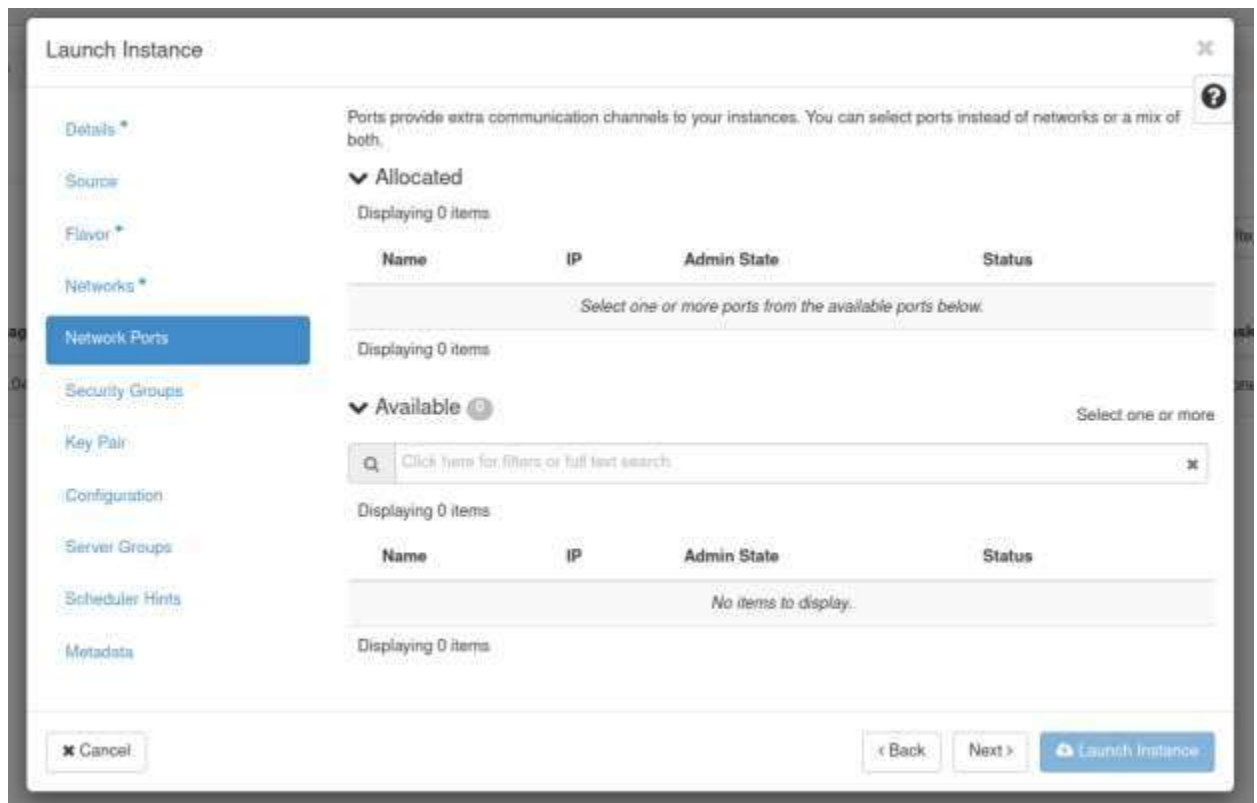 Launch Instance
Details *
Source
Flavor *
Networks *
Network Ports
Security Groups
Key Pair
Configuration
Server Groups
Scheduler Hints
Metadata
Ports provide extra communication channels to your instances. You can select ports instead of networks or a mix of
both.
Allocated
Displaying 0 items
Name IP Admin State Status
Select one or more ports from the available ports below.
Displaying 0 items
Available 0
Select one or more
Click here for filters or full text search.
Displaying 0 items
Name IP Admin State Status
No items to display.
Displaying 0 items
Cancel
< Back
Next >
Launch Instance